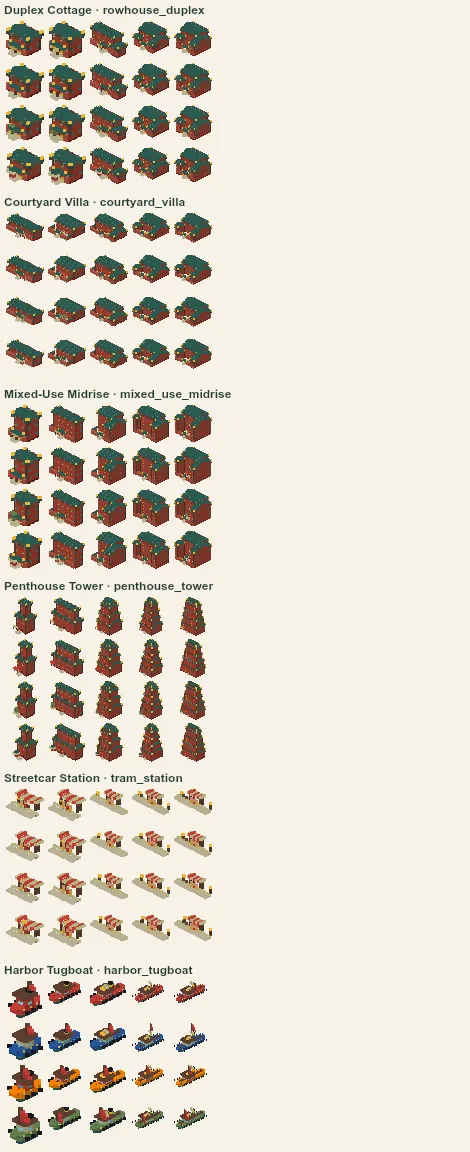 Duplex Cottage · rowhouse_duplex
Courtyard Villa · courtyard_villa
Mixed-Use Midrise · mixed_use_midrise
Penthouse Tower · penthouse_tower
Streetcar Station · tram_station
Harbor Tugboat · harbor_tugboat